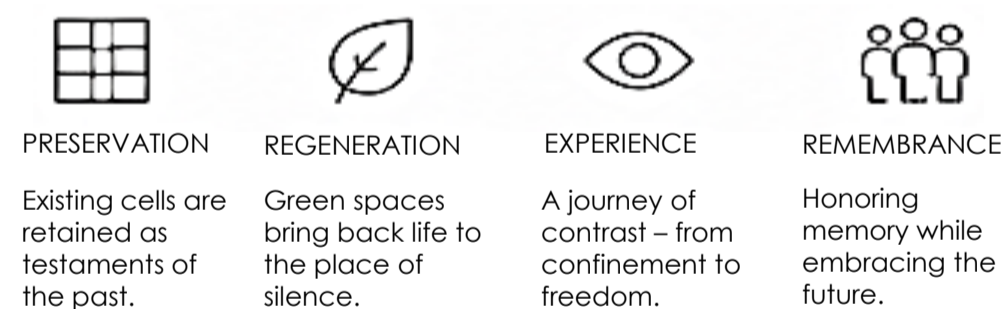 PRESERVATION
Existing cells are
retained as
testaments of
the past.
REGENERATION
Green spaces
bring back life to
the place of
silence.
EXPERIENCE
A journey of
contrast – from
confinement to
freedom.
REMEMBRANCE
Honoring
memory while
embracing the
future.